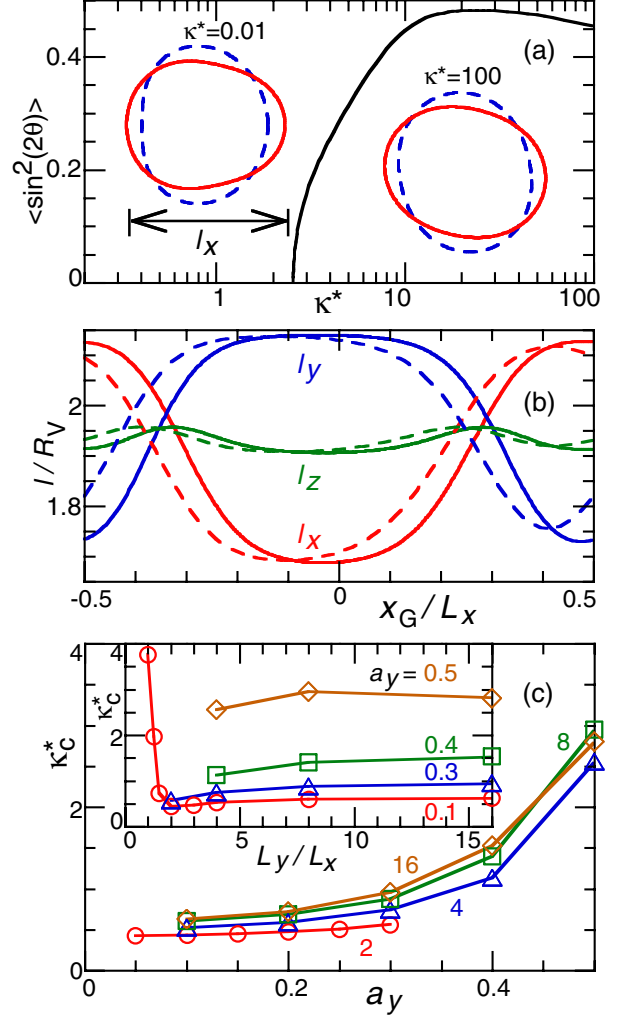 0.4
κ*=0.01
(a)
κ*=100
<sin²(2θ)>
0.2
l_x
0
1
κ*
10
100
2
l/R_V
1.8
l_y
(b)
l_z
l_x
-0.5
0
x_G/L_x
0.5
4
4
a_y = 0.5
(c)
κ*_c
κ*_c
2
0.4
8
0.3
0
0.1
2
0
5
10
15
L_y/L_x
16
4
2
0
0
0.2
a_y
0.4